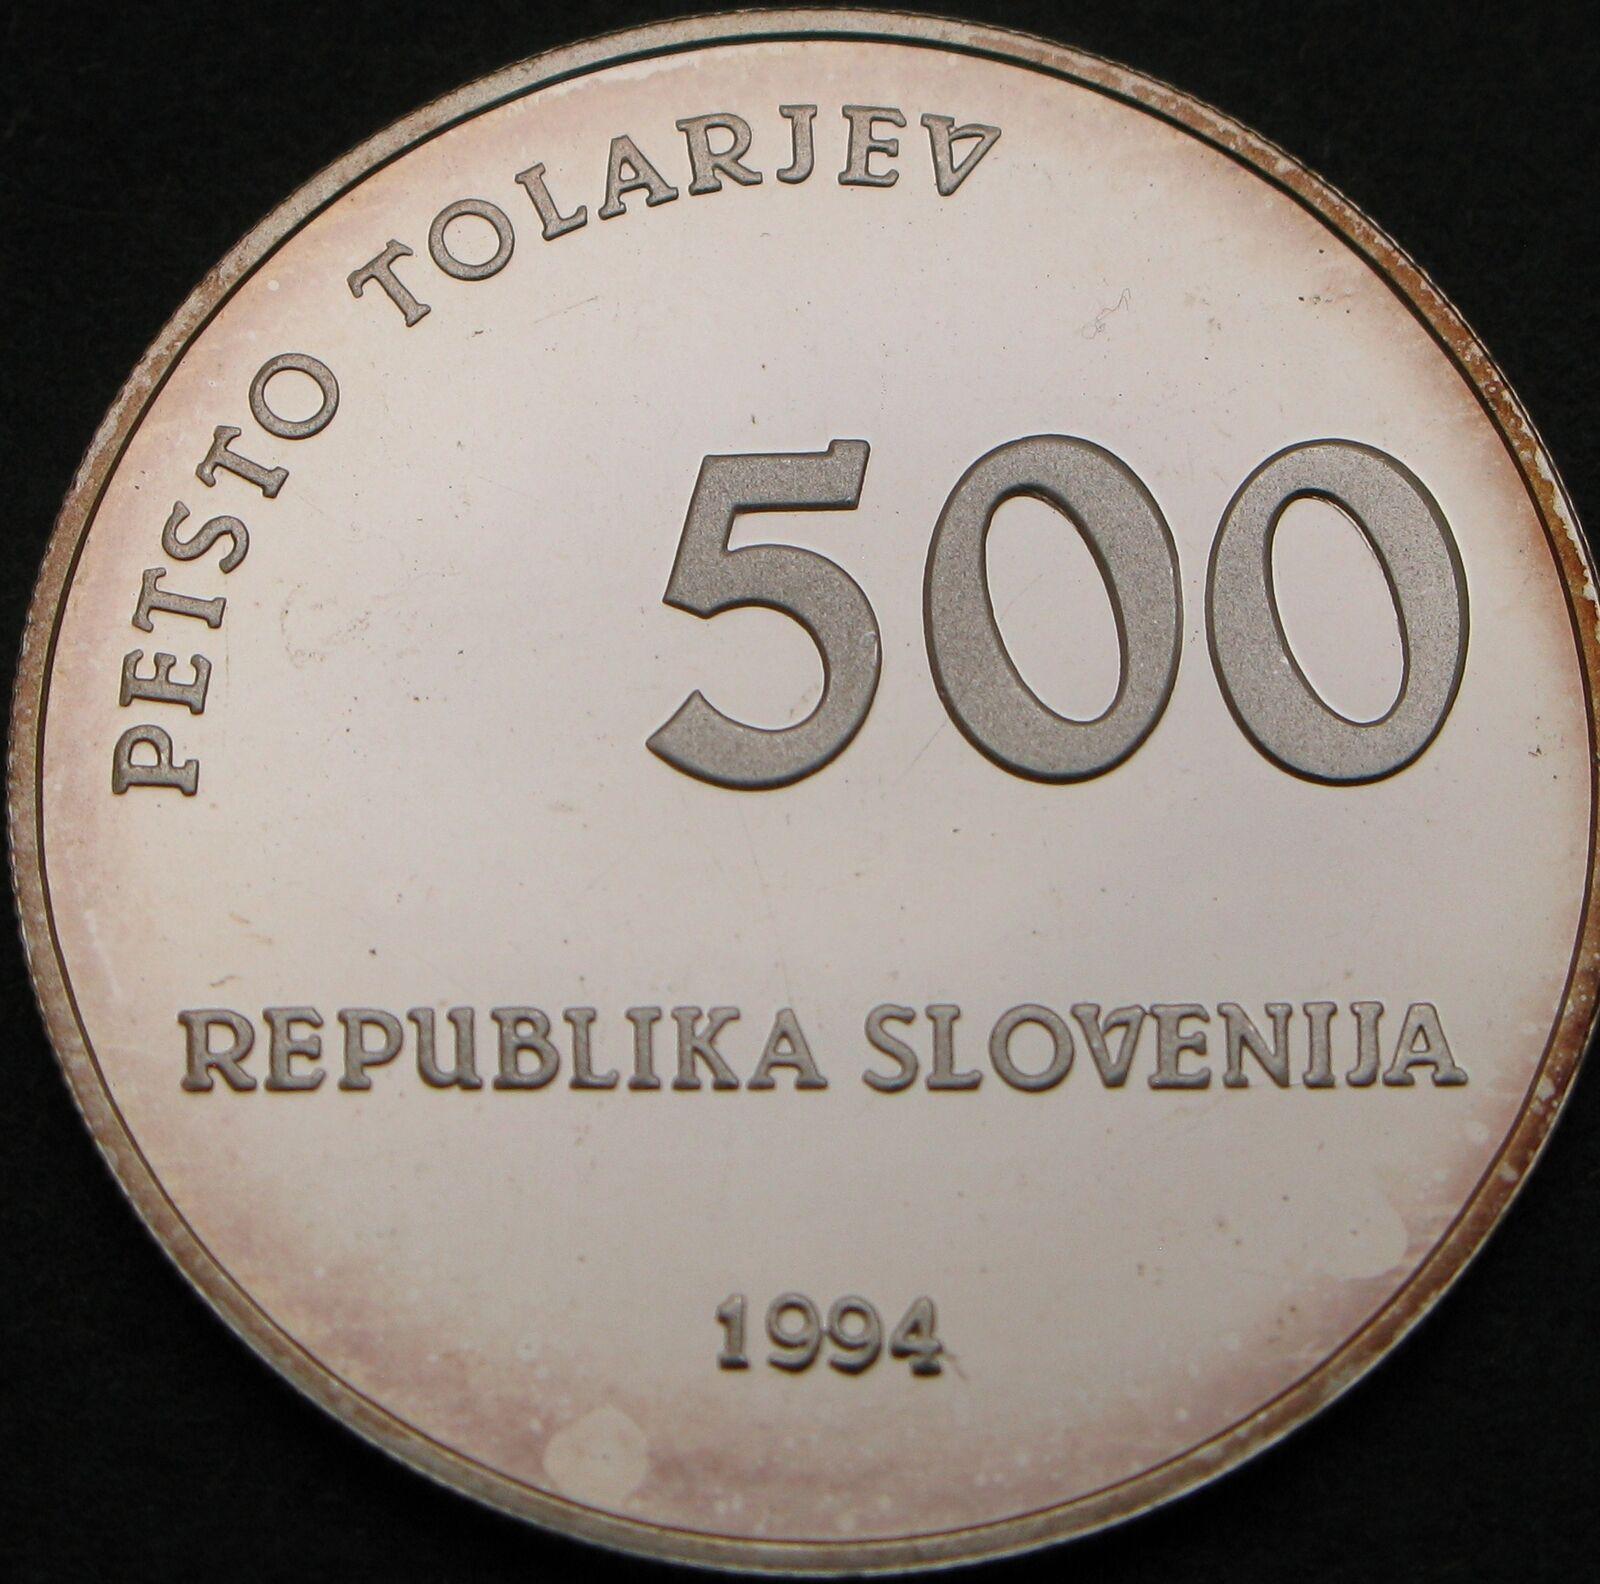 PETSTO TOLARJEV
500
REPUBLIKA SLOVENIJA
1994